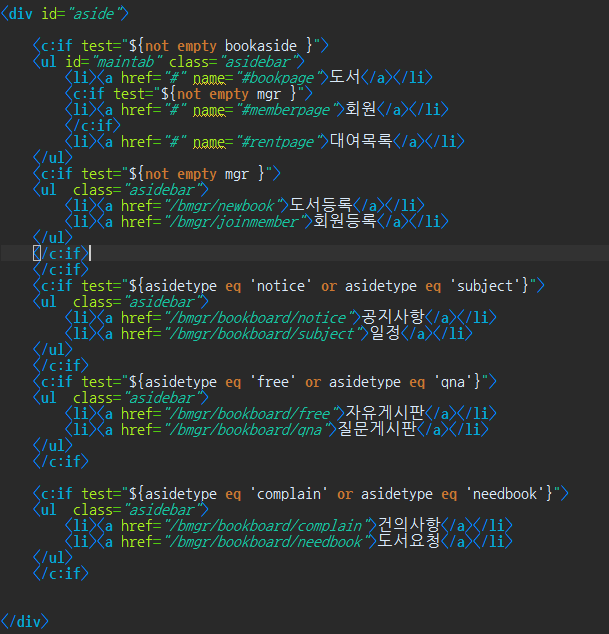 <div id="aside">
<c:if test="${not empty bookaside }">
<ul id="maintab" class="asidebar">
<li><a href="#" name="#bookpage">도서</a></li>
<c:if test="${not empty mgr }">
<li><a href="#" name="#memberpage">회원</a></li>
</c:if>
<li><a href="#" name="#rentpage">대여목록</a></li>
</ul>
<c:if test="${not empty mgr }">
<ul  class="asidebar">
<li><a href="/bmgr/newbook">도서등록</a></li>
<li><a href="/bmgr/joinmember">회원등록</a></li>
</ul>
</c:if>
</c:if>
<c:if test="${asidetype eq 'notice' or asidetype eq 'subject'}">
<ul  class="asidebar">
<li><a href="/bmgr/bookboard/notice">공지사항</a></li>
<li><a href="/bmgr/bookboard/subject">일정</a></li>
</ul>
</c:if>
<c:if test="${asidetype eq 'free' or asidetype eq 'qna'}">
<ul  class="asidebar">
<li><a href="/bmgr/bookboard/free">자유게시판</a></li>
<li><a href="/bmgr/bookboard/qna">질문게시판</a></li>
</ul>
</c:if>
<c:if test="${asidetype eq 'complain' or asidetype eq 'needbook'}">
<ul  class="asidebar">
<li><a href="/bmgr/bookboard/complain">건의사항</a></li>
<li><a href="/bmgr/bookboard/needbook">도서요청</a></li>
</ul>
</c:if>
</div>